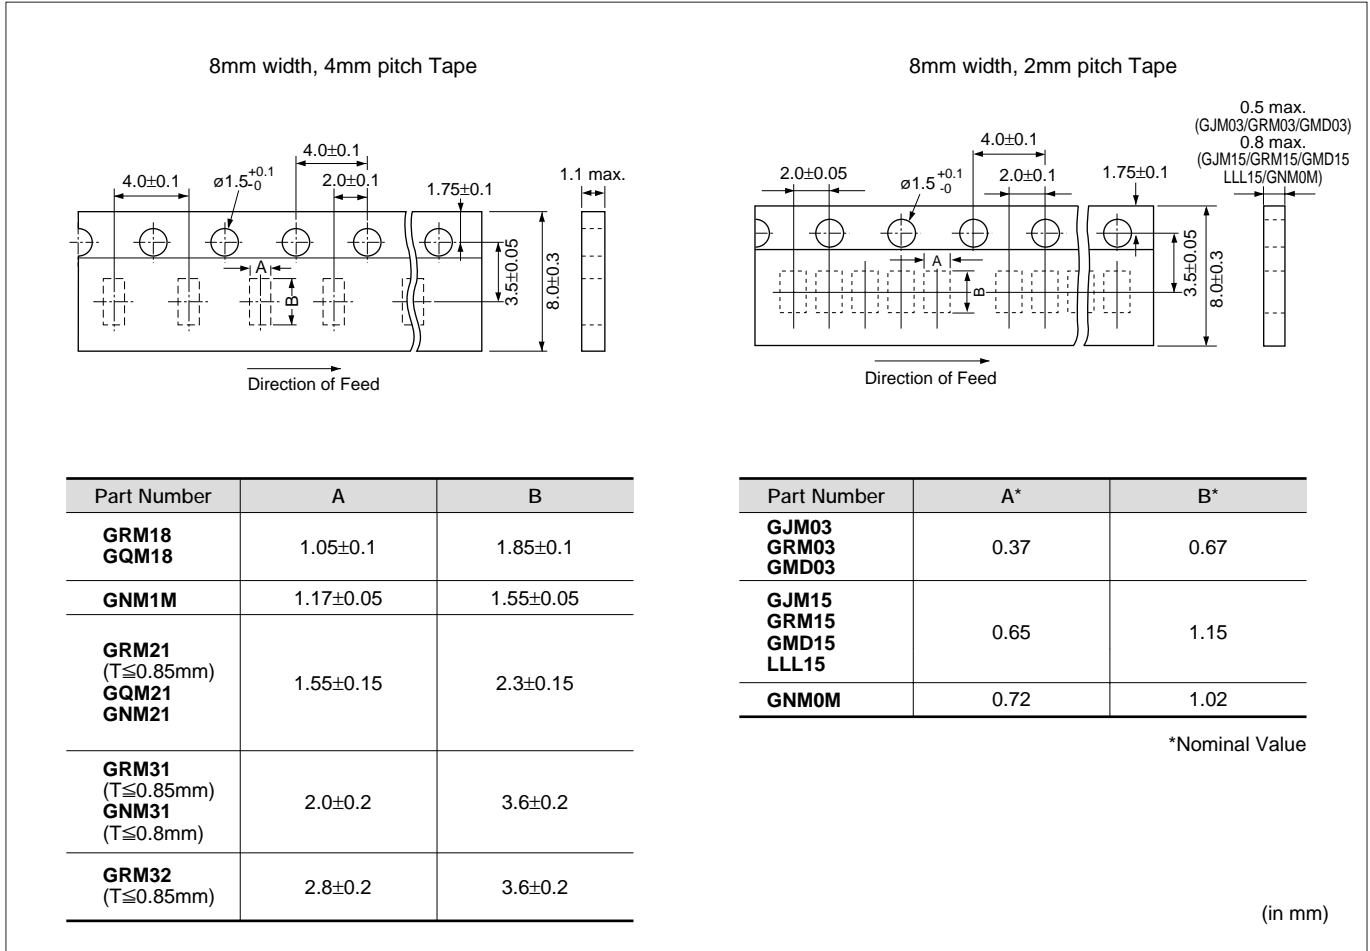 8mm width, 4mm pitch Tape
4.0±0.1
4.0±0.1
ø1.5+0.1-0
2.0±0.1
1.75±0.1
1.1 max.
A
B
3.5±0.05
8.0±0.3
Direction of Feed
8mm width, 2mm pitch Tape
0.5 max.
(GJM03/GRM03/GMD03)
0.8 max.
(GJM15/GRM15/GMD15
LLL15/GNM0M)
4.0±0.1
2.0±0.05
ø1.5+0.1-0
2.0±0.1
1.75±0.1
A
B
3.5±0.05
8.0±0.3
Direction of Feed
Part Number A B
GRM18
GQM18
1.05±0.1 1.85±0.1
GNM1M 1.17±0.05 1.55±0.05
GRM21
(T≦0.85mm)
GQM21
GNM21
1.55±0.15 2.3±0.15
GRM31
(T≦0.85mm)
GNM31
(T≦0.8mm)
2.0±0.2 3.6±0.2
GRM32
(T≦0.85mm)
2.8±0.2 3.6±0.2
Part Number A* B*
GJM03
GRM03
GMD03
0.37 0.67
GJM15
GRM15
GMD15
LLL15
0.65 1.15
GNM0M 0.72 1.02
*Nominal Value
(in mm)